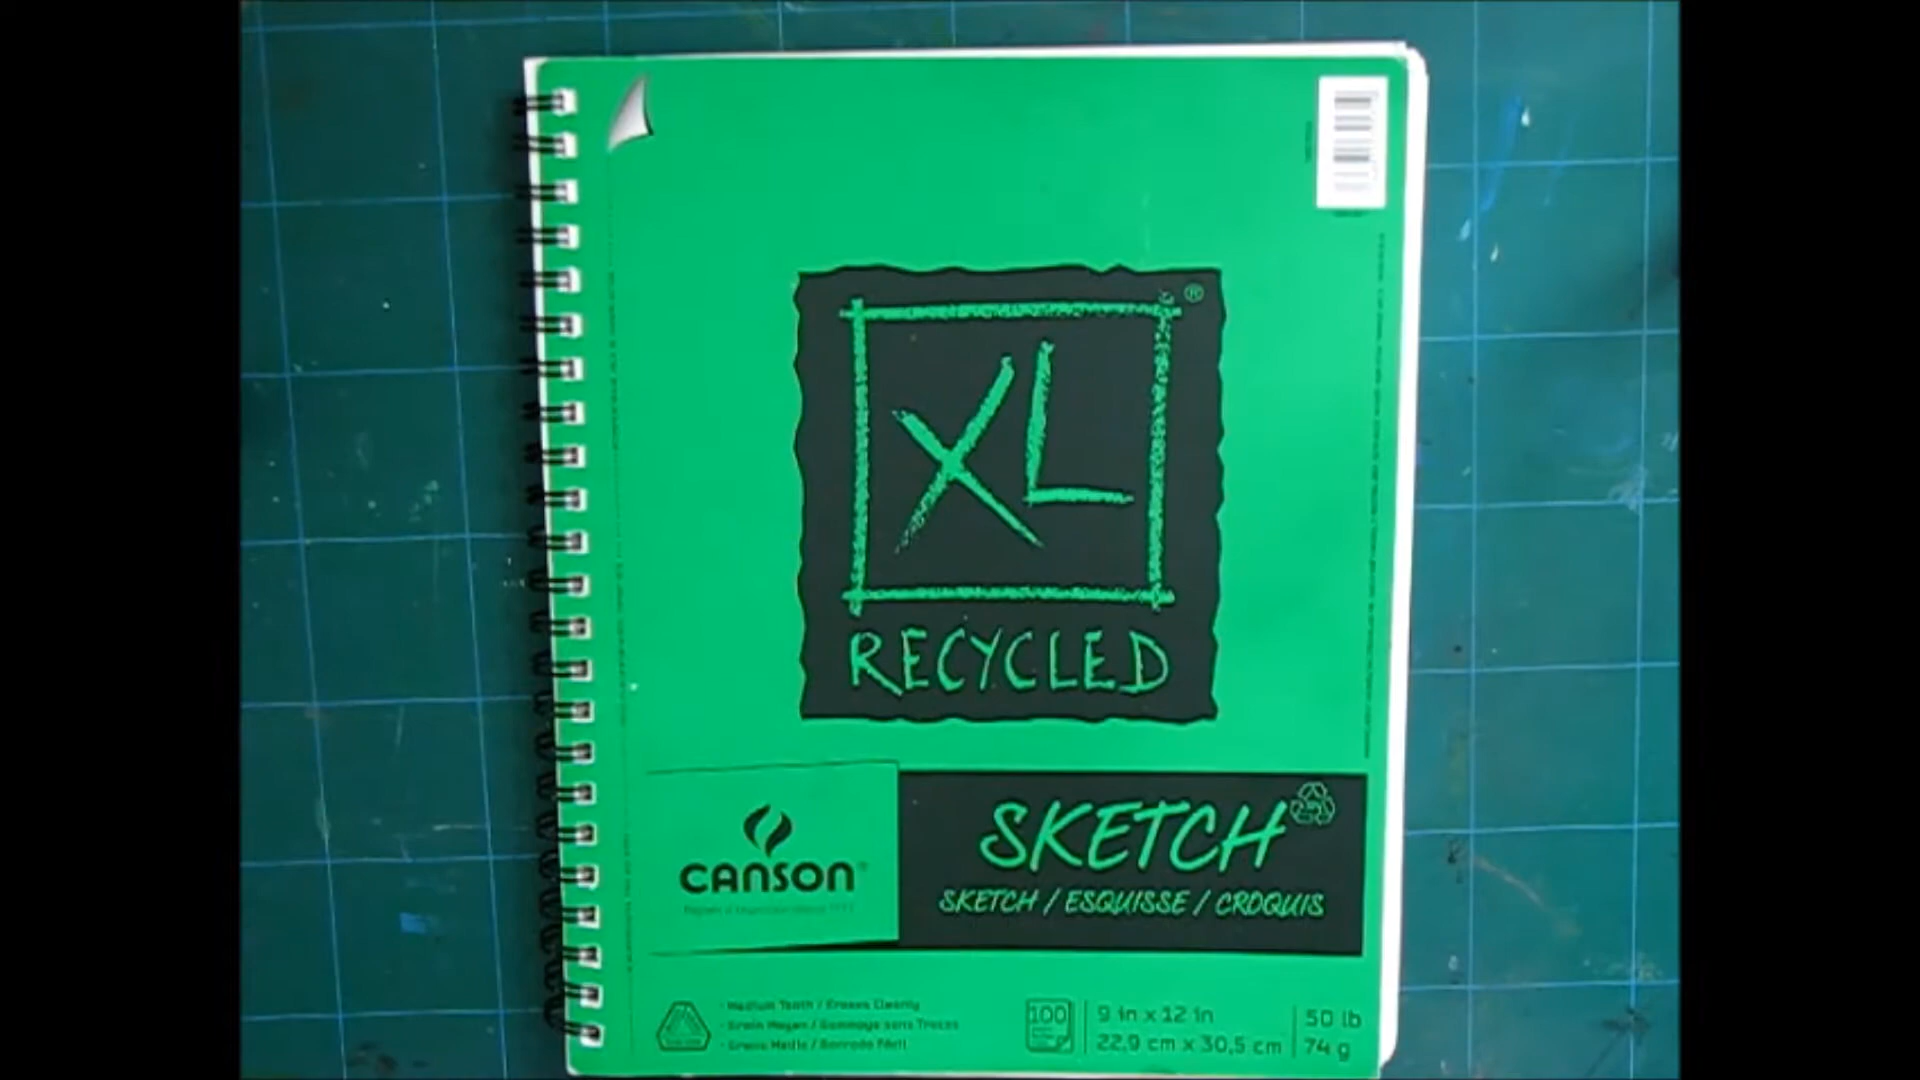 ®
XL
RECYCLED
CANSON®
SKETCH
SKETCH / ESQUISSE / CROQUIS
• Medium Tooth / Erases Cleanly
• Grain Moyen / Gommage sans Traces
• Grano Medio / Borrado Fácil
100
9 in x 12 in
22,9 cm x 30,5 cm
50 lb
74 g